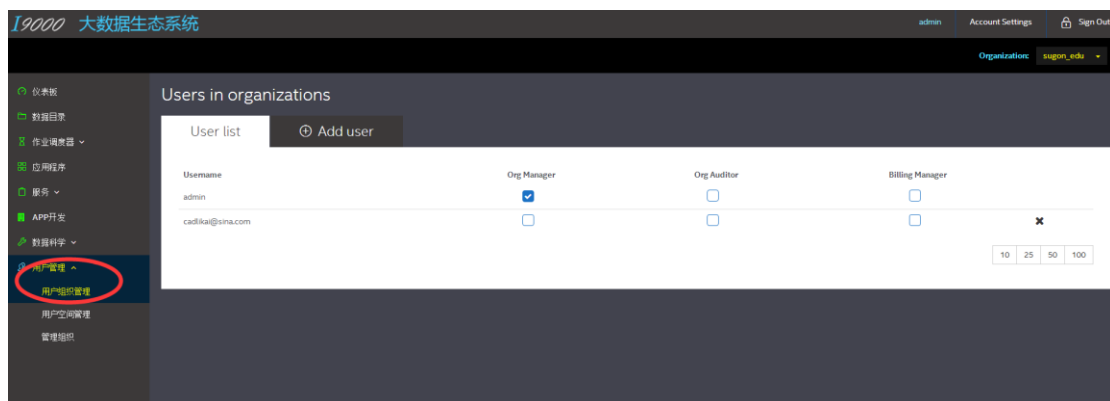 I9000 大数据生态系统
admin Account Settings Sign Out
Organization: sugon_edu
仪表板
数据目录
作业调度器
应用程序
服务
APP开发
数据科学
用户管理
用户组织管理
用户空间管理
管理组织
Users in organizations
User list Add user
Username Org Manager Org Auditor Billing Manager
admin
cadlikai@sina.com
10 25 50 100